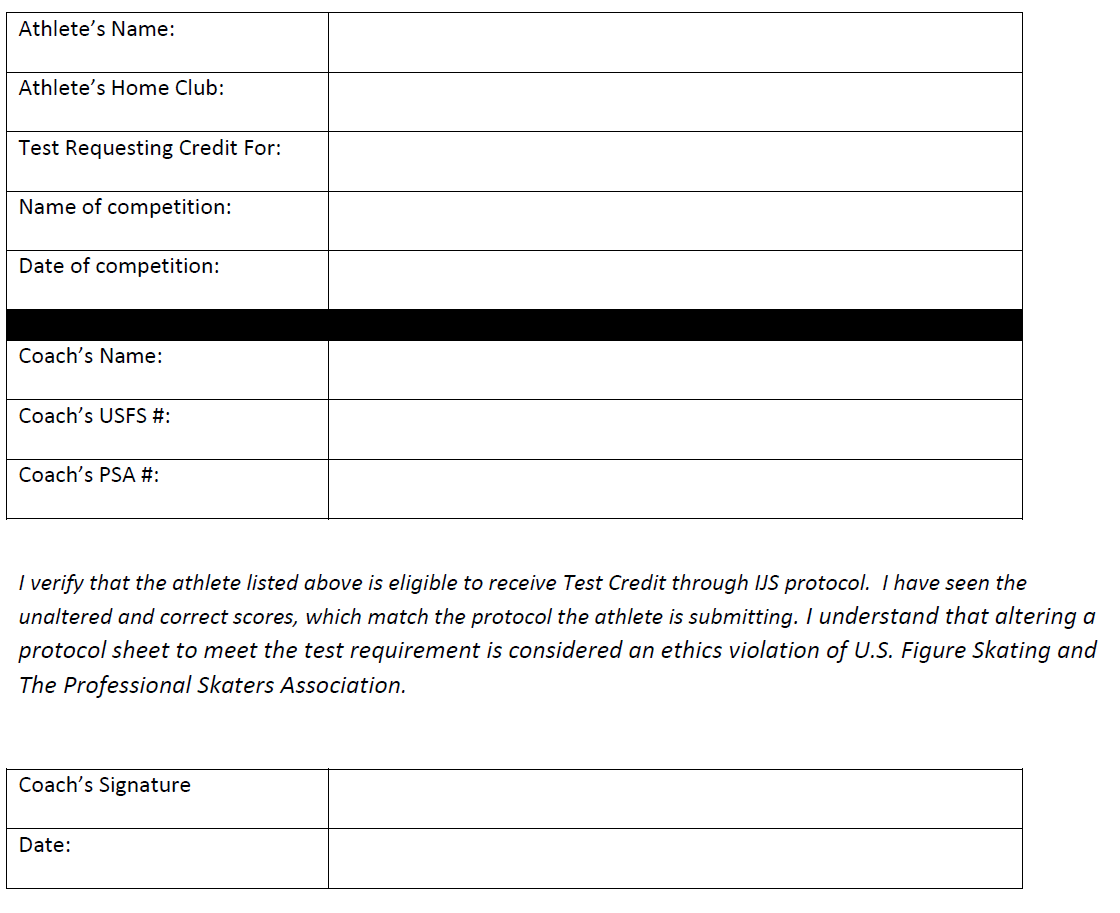 Athlete’s Name:
Athlete’s Home Club:
Test Requesting Credit For:
Name of competition:
Date of competition:
Coach’s Name:
Coach’s USFS #:
Coach’s PSA #:
I verify that the athlete listed above is eligible to receive Test Credit through IJS protocol.  I have seen the
unaltered and correct scores, which match the protocol the athlete is submitting. I understand that altering a
protocol sheet to meet the test requirement is considered an ethics violation of U.S. Figure Skating and
The Professional Skaters Association.
Coach’s Signature
Date: